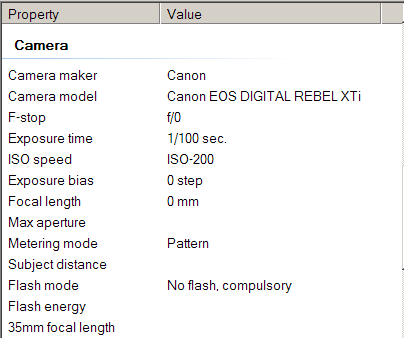 Property Value
Camera
Camera maker Canon
Camera model Canon EOS DIGITAL REBEL XTi
F-stop f/0
Exposure time 1/100 sec.
ISO speed ISO-200
Exposure bias 0 step
Focal length 0 mm
Max aperture
Metering mode Pattern
Subject distance
Flash mode No flash, compulsory
Flash energy
35mm focal length